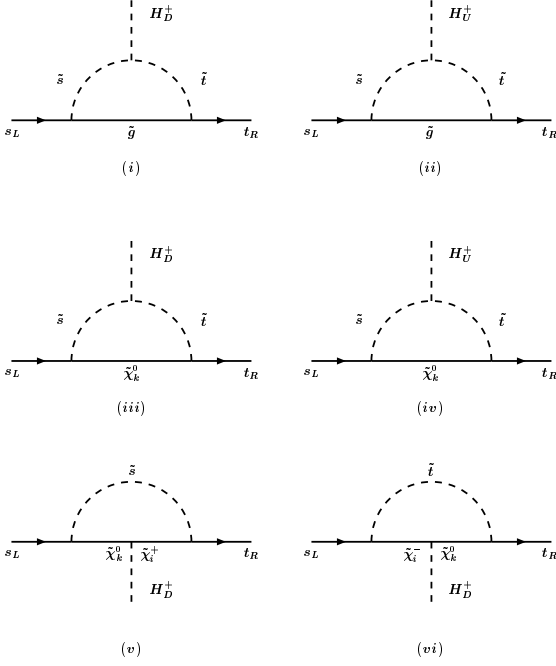 H_D^+ H_U^+
s̃ t̃ s̃ t̃
s_L g̃ t_R s_L g̃ t_R
(i) (ii)
H_D^+ H_U^+
s̃ t̃ s̃ t̃
s_L χ̃_k^0 t_R s_L χ̃_k^0 t_R
(iii) (iv)
s̃ t̃
s_L χ̃_k^0 χ̃_i^+ t_R s_L χ̃_i^- χ̃_k^0 t_R
H_D^+ H_D^+
(v) (vi)